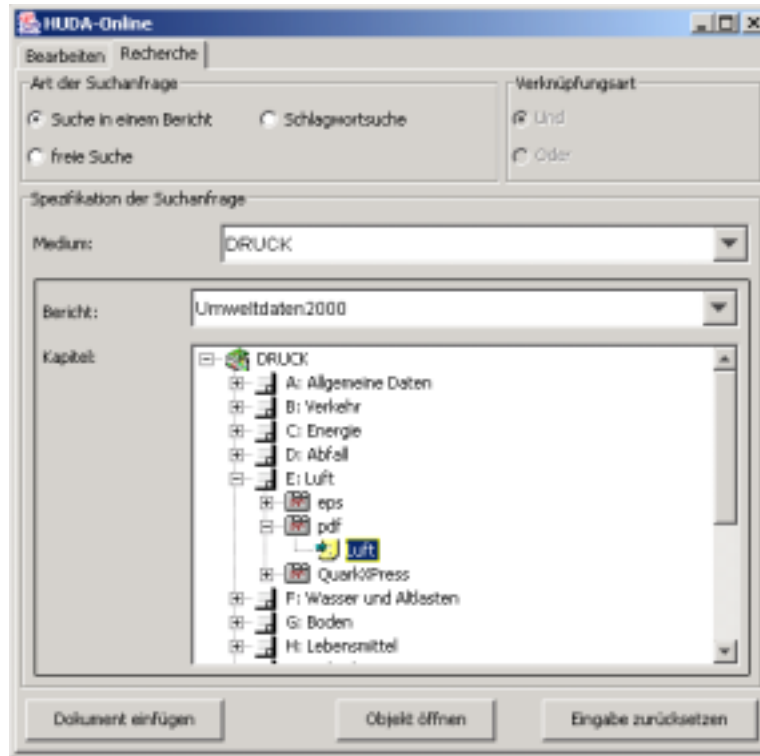 HUDA-Online
Bearbeiten Recherche
Art der Suchanfrage Verknüpfungsart
Suche in einem Bericht Schlagwortsuche Und
freie Suche Oder
Spezifikation der Suchanfrage
Medium: DRUCK
Bericht: Umweltdaten2000
Kapitel: DRUCK
A: Allgemeine Daten
B: Verkehr
C: Energie
D: Abfall
E: Luft
eps
pdf
Luft
QuarkXPress
F: Wasser und Altlasten
G: Boden
H: Lebensmittel
Dokument einfügen Objekt öffnen Eingabe zurücksetzen